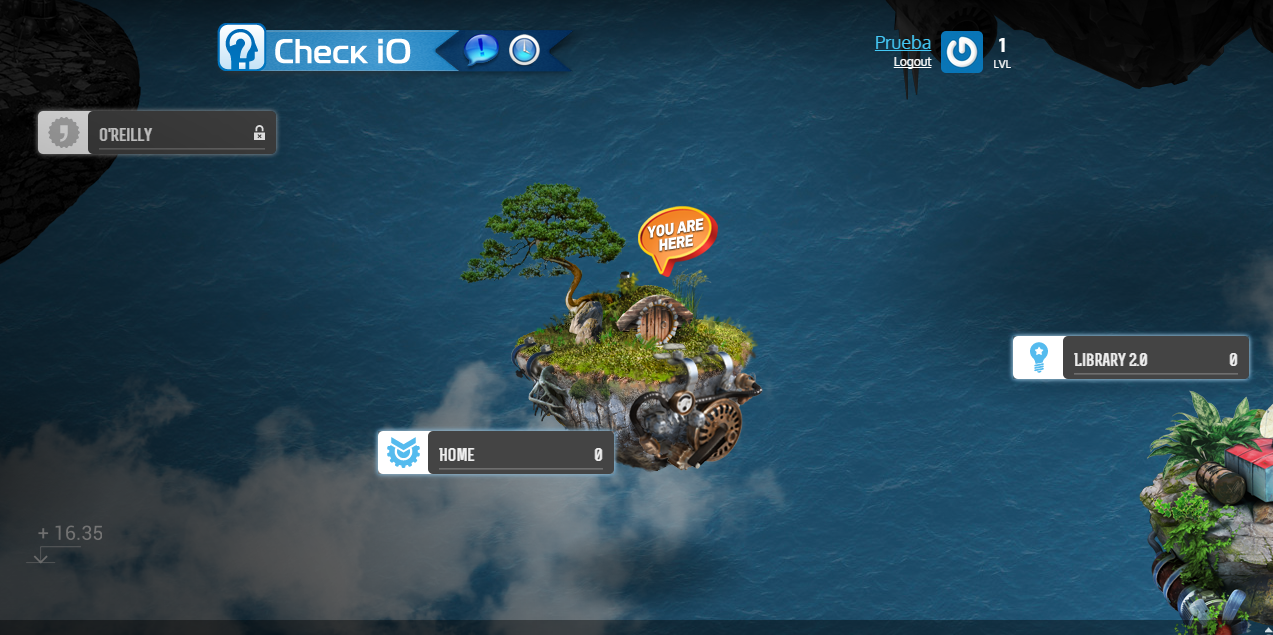 Check iO
Prueba
Logout
1
LVL
O'REILLY
YOU ARE
HERE
LIBRARY 2.0 0
HOME 0
+ 16.35